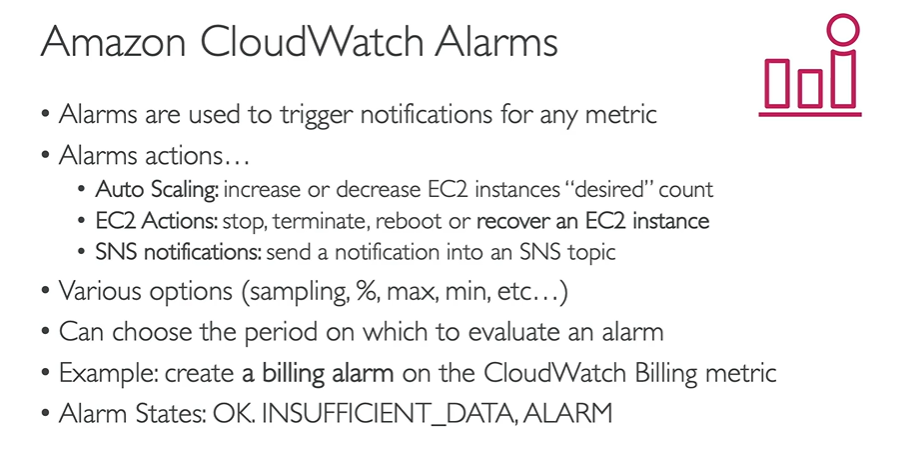 Amazon CloudWatch Alarms
• Alarms are used to trigger notifications for any metric
• Alarms actions…
• Auto Scaling: increase or decrease EC2 instances “desired” count
• EC2 Actions: stop, terminate, reboot or recover an EC2 instance
• SNS notifications: send a notification into an SNS topic
• Various options (sampling, %, max, min, etc…)
• Can choose the period on which to evaluate an alarm
• Example: create a billing alarm on the CloudWatch Billing metric
• Alarm States: OK. INSUFFICIENT_DATA, ALARM